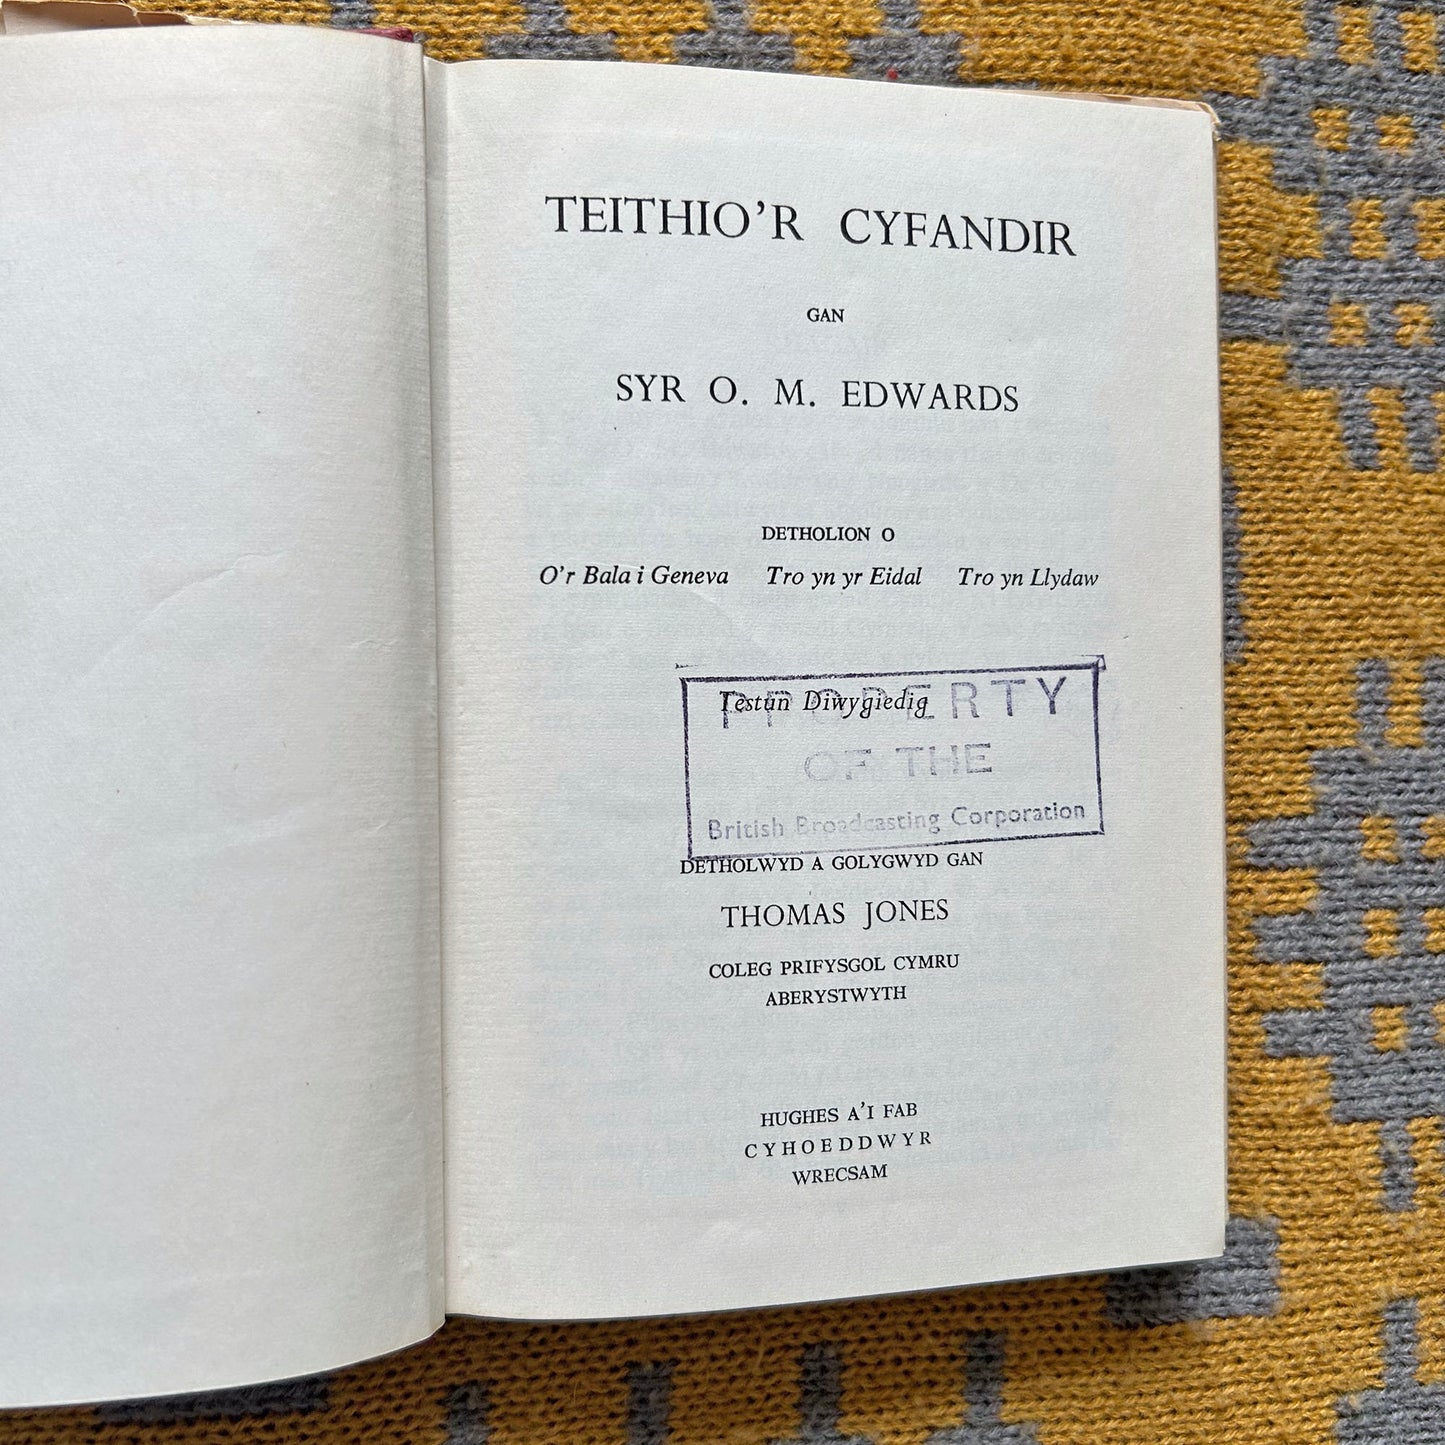 TEITHIO'R CYFANDIR
GAN
SYR O. M. EDWARDS
DETHOLION O
O'r Bala i Geneva Tro yn yr Eidal Tro yn Llydaw
Testun Diwygiedig
PROPERTY
OF THE
British Broadcasting Corporation
DETHOLWYD A GOLYGWYD GAN
THOMAS JONES
COLEG PRIFYSGOL CYMRU
ABERYSTWYTH
HUGHES A'I FAB
CYHOEDDWYR
WRECSAM